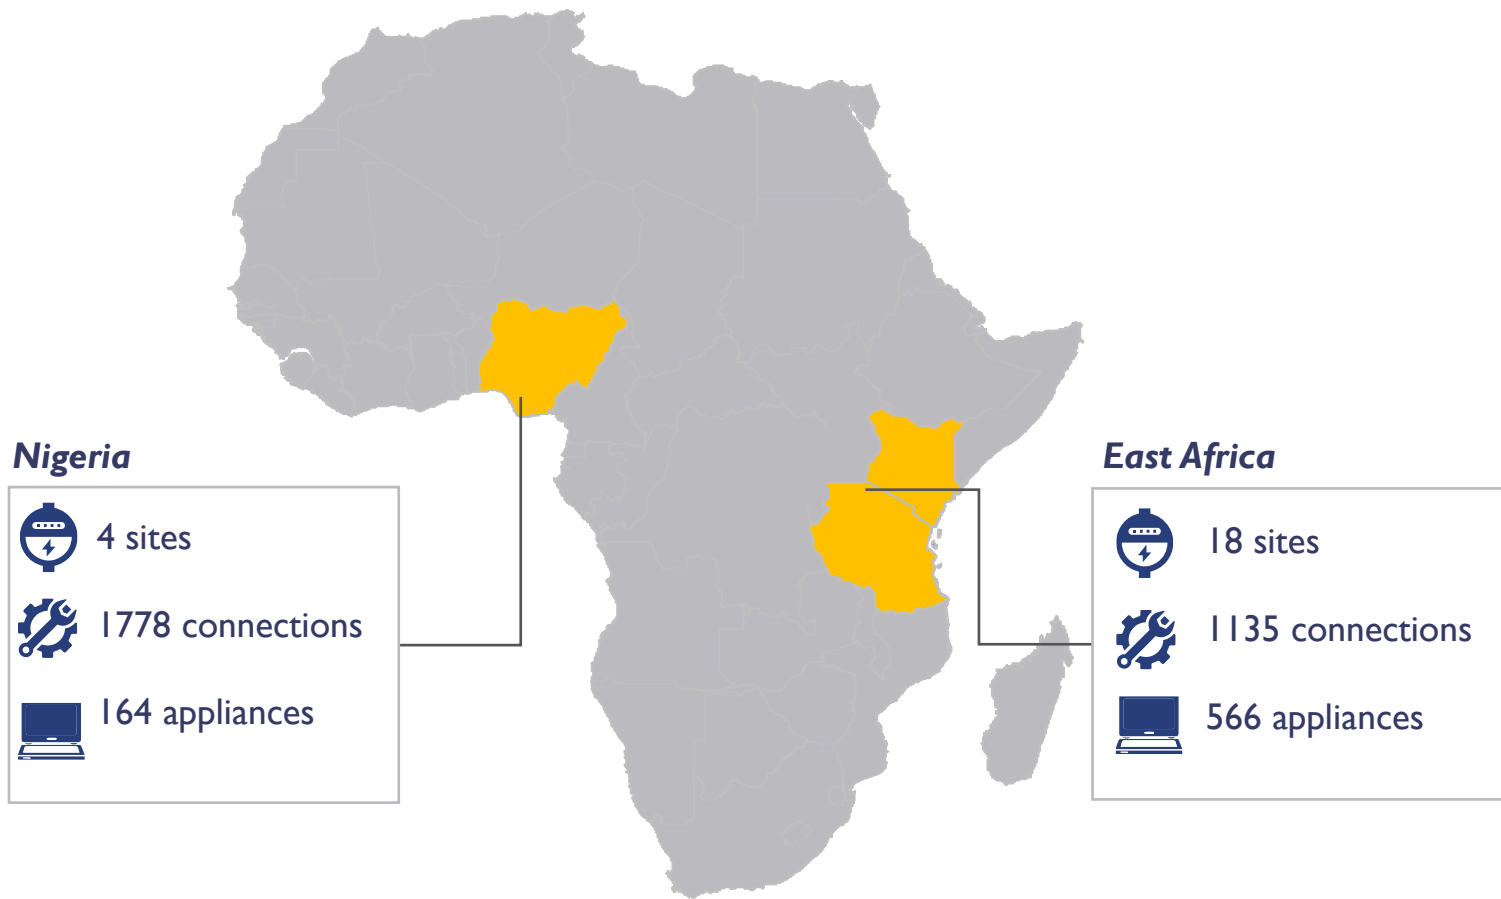 Nigeria
4 sites
1778 connections
164 appliances
East Africa
18 sites
1135 connections
566 appliances